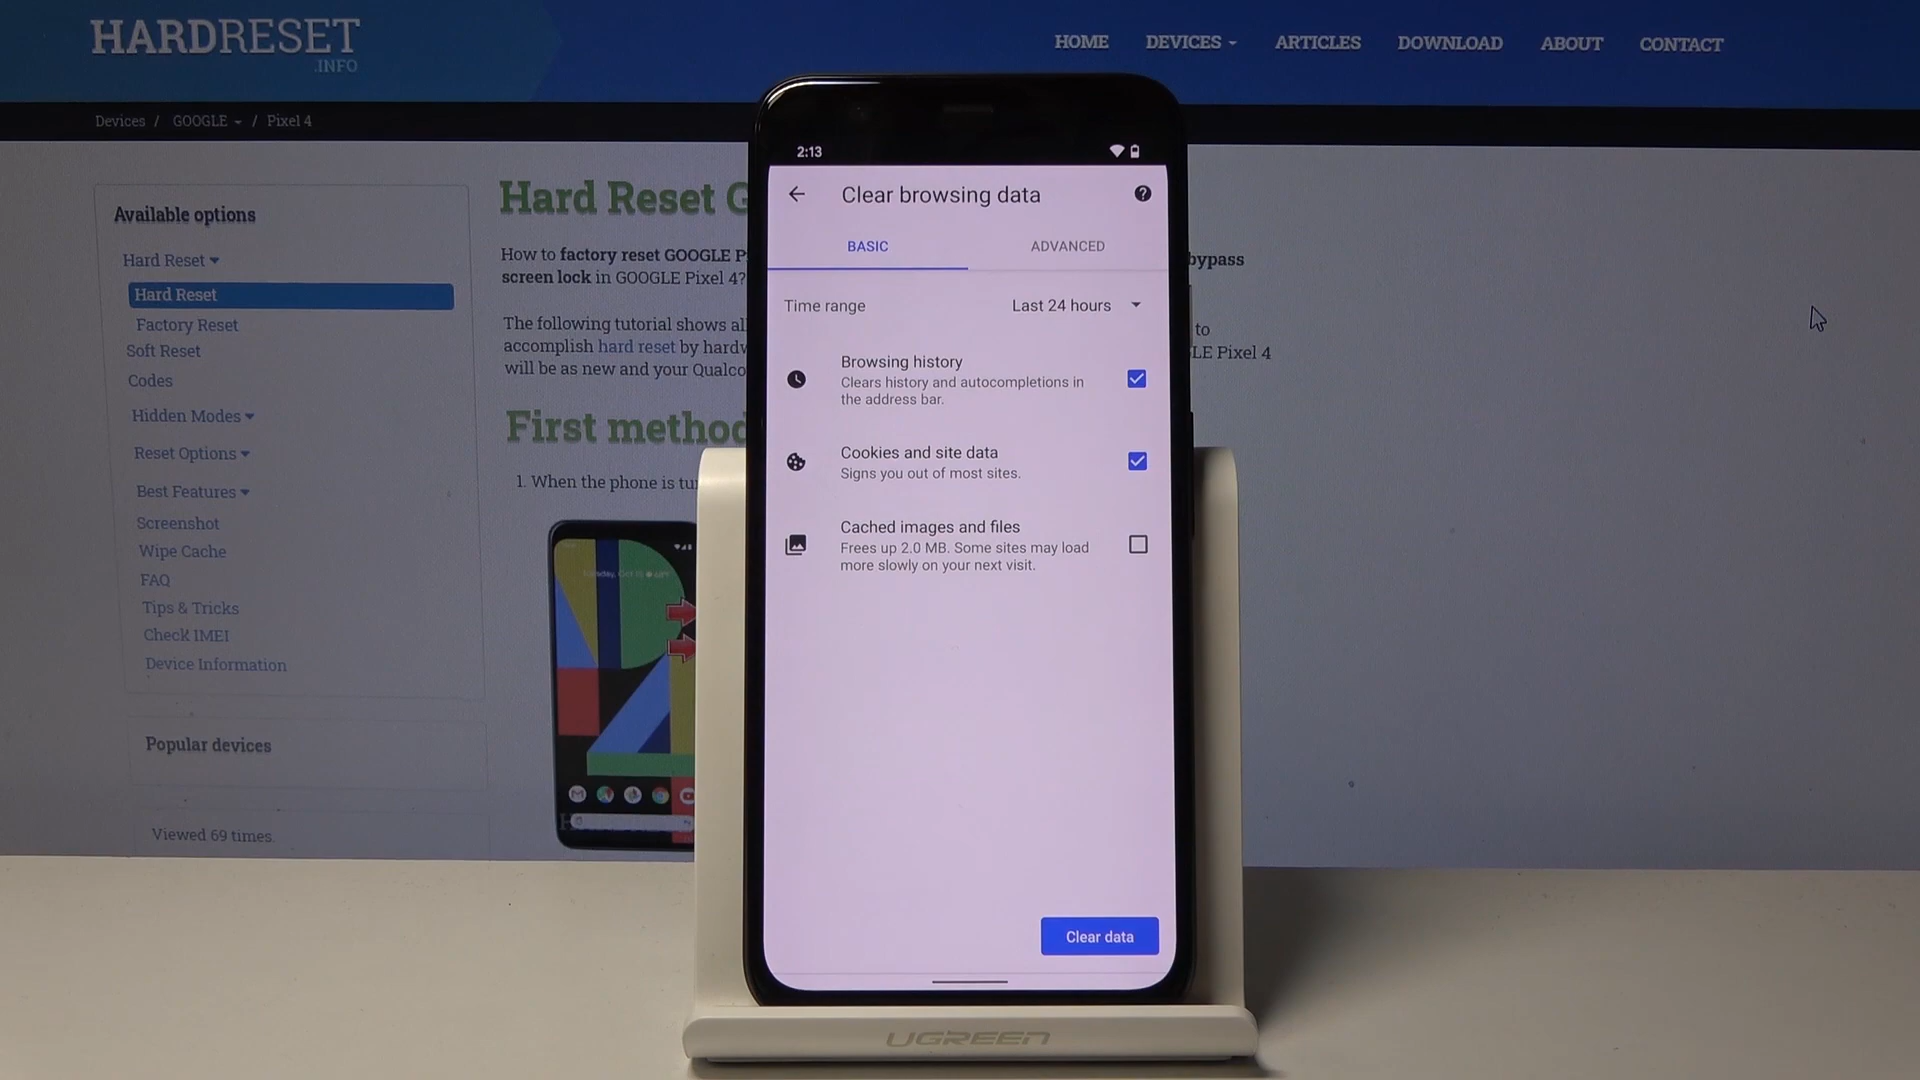 HARDRESET
.INFO
HOME DEVICES ARTICLES DOWNLOAD ABOUT CONTACT
Devices / GOOGLE / Pixel 4
Available options
Hard Reset
Hard Reset
Factory Reset
Soft Reset
Codes
Hidden Modes
Reset Options
Best Features
Screenshot
Wipe Cache
FAQ
Tips & Tricks
Check IMEI
Device Information
Popular devices
Viewed 69 times.
Hard Reset G
How to factory reset GOOGLE P
bypass
screen lock in GOOGLE Pixel 4?
The following tutorial shows al
to
accomplish hard reset by hardw
LE Pixel 4
will be as new and your Qualco
First method
1. When the phone is tu
2:13
Clear browsing data
BASIC ADVANCED
Time range Last 24 hours
Browsing history
Clears history and autocompletions in
the address bar.
Cookies and site data
Signs you out of most sites.
Cached images and files
Frees up 2.0 MB. Some sites may load
more slowly on your next visit.
Clear data
UGREEN